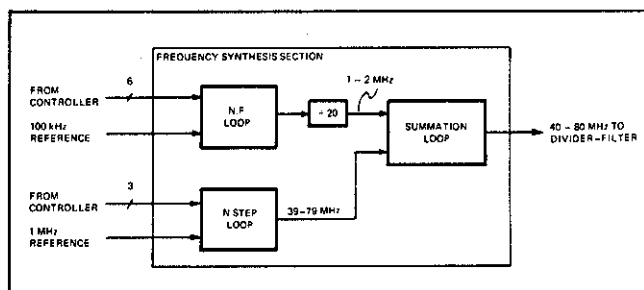 FREQUENCY SYNTHESIS SECTION
6
FROM
CONTROLLER
100 kHz
REFERENCE
N.F
LOOP
÷ 20
1 – 2 MHz
SUMMATION
LOOP
40 – 80 MHz TO
DIVIDER–FILTER
3
FROM
CONTROLLER
1 MHz
REFERENCE
N STEP
LOOP
39–79 MHz